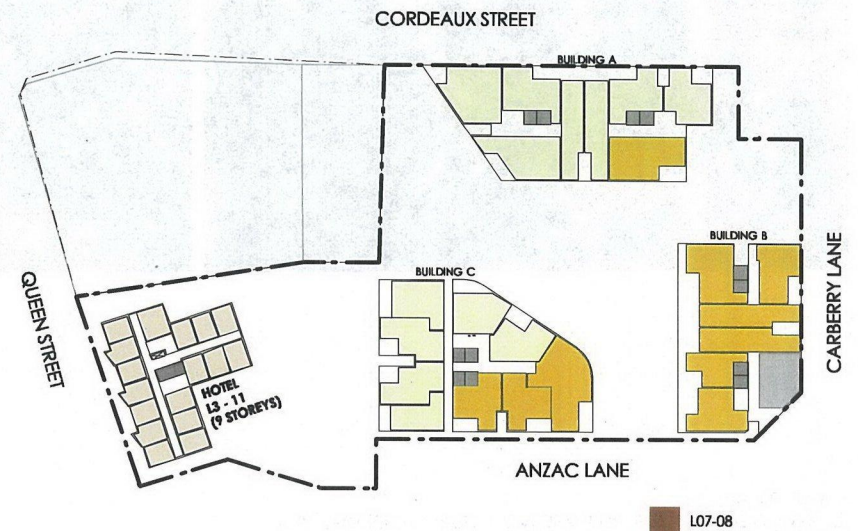 CORDEAUX STREET
BUILDING A
BUILDING B
CARBERRY LANE
BUILDING C
QUEEN STREET
HOTEL
L3 - 11
(9 STOREYS)
ANZAC LANE
L07-08